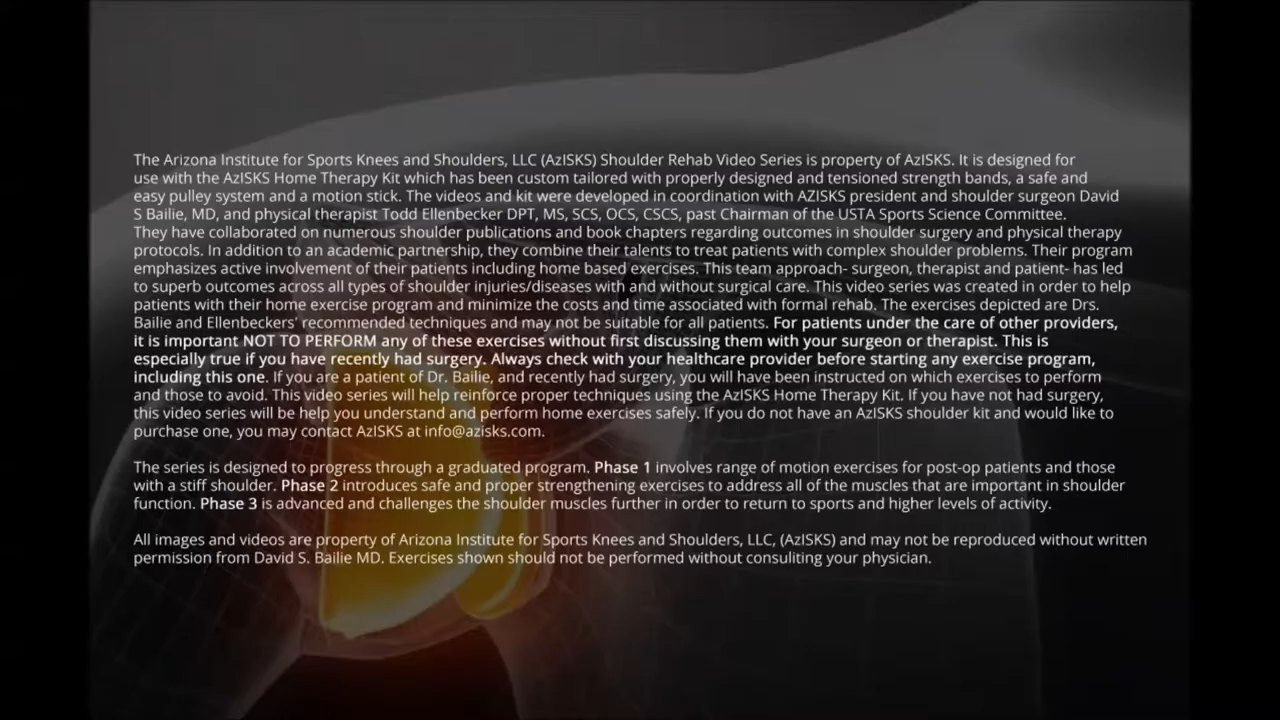 The Arizona Institute for Sports Knees and Shoulders, LLC (AzISKS) Shoulder Rehab Video Series is property of AzISKS. It is designed for
use with the AzISKS Home Therapy Kit which has been custom tailored with properly designed and tensioned strength bands, a safe and
easy pulley system and a motion stick. The videos and kit were developed in coordination with AZISKS president and shoulder surgeon David
S Bailie, MD, and physical therapist Todd Ellenbecker DPT, MS, SCS, OCS, CSCS, past Chairman of the USTA Sports Science Committee.
They have collaborated on numerous shoulder publications and book chapters regarding outcomes in shoulder surgery and physical therapy
protocols. In addition to an academic partnership, they combine their talents to treat patients with complex shoulder problems. Their program
emphasizes active involvement of their patients including home based exercises. This team approach- surgeon, therapist and patient- has led
to superb outcomes across all types of shoulder injuries/diseases with and without surgical care. This video series was created in order to help
patients with their home exercise program and minimize the costs and time associated with formal rehab. The exercises depicted are Drs.
Bailie and Ellenbeckers' recommended techniques and may not be suitable for all patients. For patients under the care of other providers,
it is important NOT TO PERFORM any of these exercises without first discussing them with your surgeon or therapist. This is
especially true if you have recently had surgery. Always check with your healthcare provider before starting any exercise program,
including this one. If you are a patient of Dr. Bailie, and recently had surgery, you will have been instructed on which exercises to perform
and those to avoid. This video series will help reinforce proper techniques using the AzISKS Home Therapy Kit. If you have not had surgery,
this video series will be help you understand and perform home exercises safely. If you do not have an AzISKS shoulder kit and would like to
purchase one, you may contact AzISKS at info@azisks.com.
The series is designed to progress through a graduated program. Phase 1 involves range of motion exercises for post-op patients and those
with a stiff shoulder. Phase 2 introduces safe and proper strengthening exercises to address all of the muscles that are important in shoulder
function. Phase 3 is advanced and challenges the shoulder muscles further in order to return to sports and higher levels of activity.
All images and videos are property of Arizona Institute for Sports Knees and Shoulders, LLC, (AzISKS) and may not be reproduced without written
permission from David S. Bailie MD. Exercises shown should not be performed without consuliting your physician.